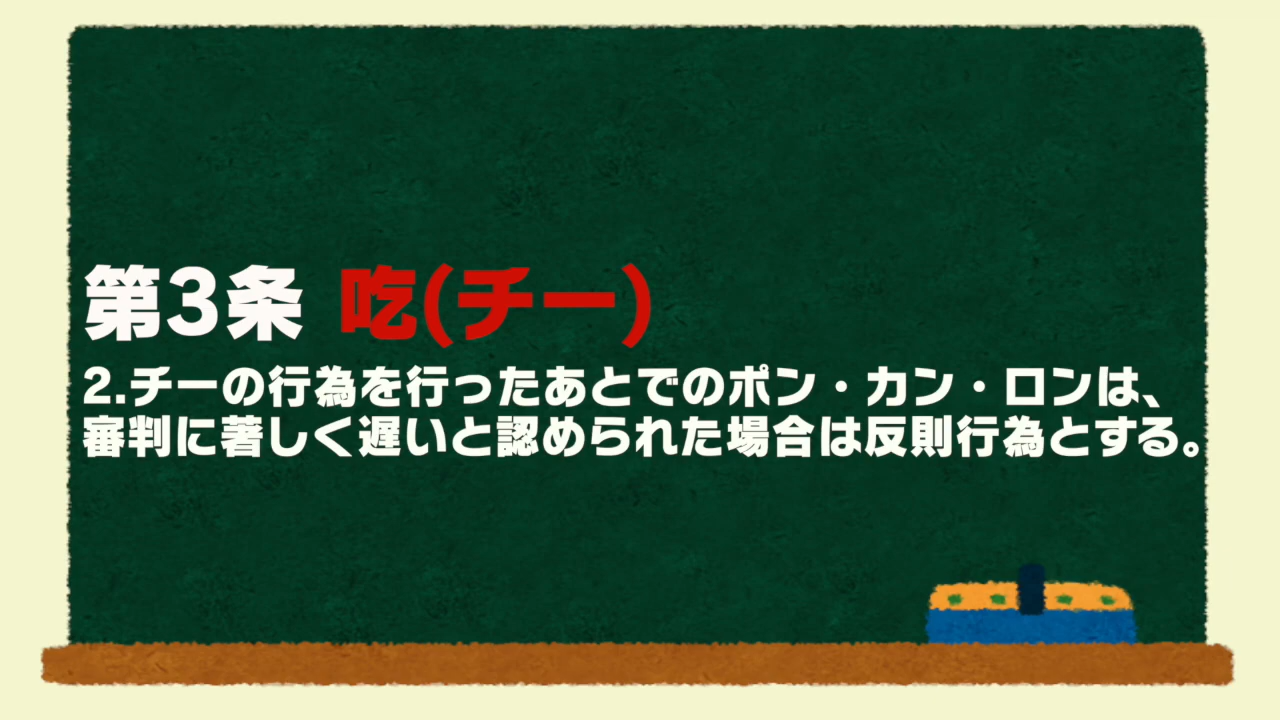 第3条 吃(チー)
2.チーの行為を行ったあとでのポン・カン・ロンは、
審判に著しく遅いと認められた場合は反則行為とする。